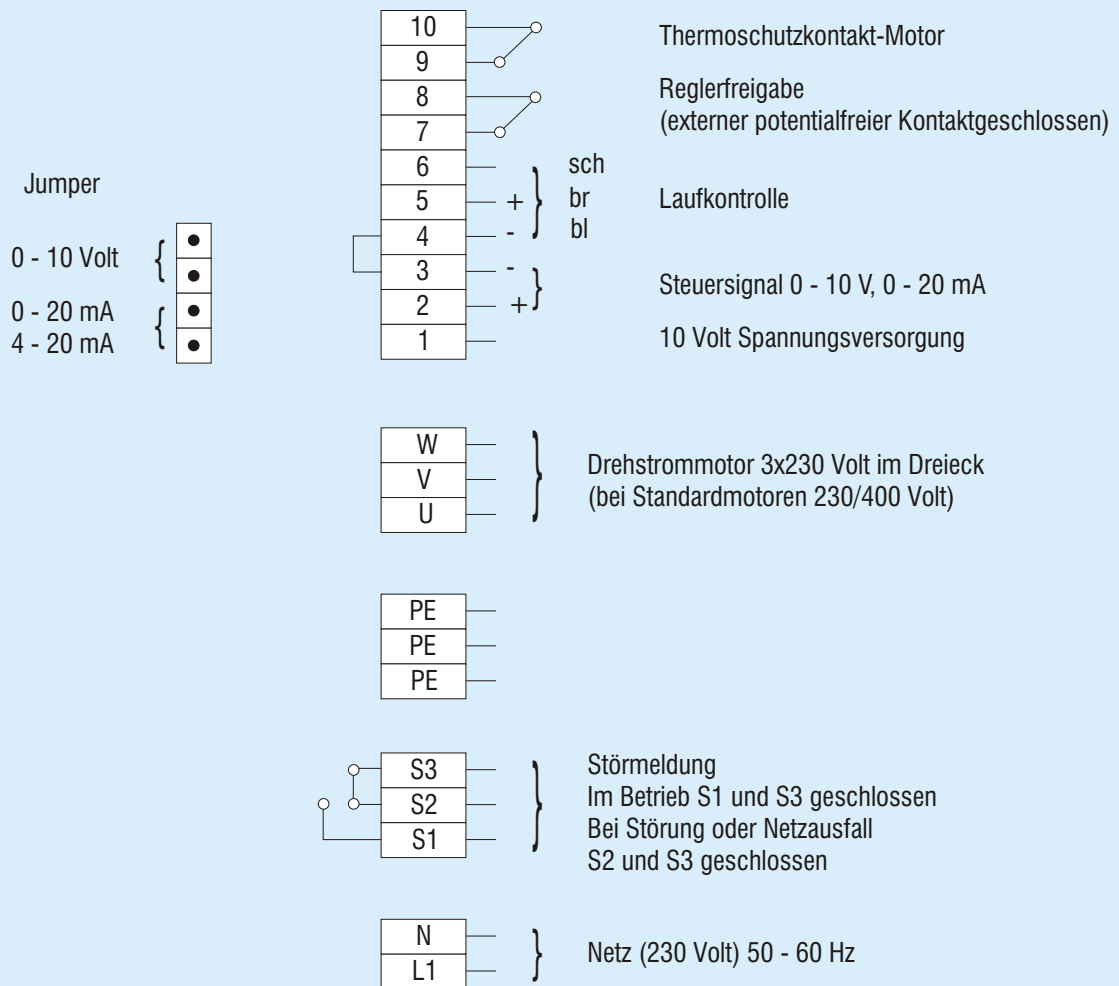 10
Thermoschutzkontakt-Motor
9
8
Reglerfreigabe
(externer potentialfreier Kontaktgeschlossen)
7
6
sch
Jumper
5
+
br
Laufkontrolle
4
-
bl
0 - 10 Volt
3
-
Steuersignal 0 - 10 V, 0 - 20 mA
0 - 20 mA
2
+
4 - 20 mA
1
10 Volt Spannungsversorgung
W
V
U
Drehstrommotor 3x230 Volt im Dreieck
(bei Standardmotoren 230/400 Volt)
PE
PE
PE
S3
S2
S1
Störmeldung
Im Betrieb S1 und S3 geschlossen
Bei Störung oder Netzausfall
S2 und S3 geschlossen
N
L1
Netz (230 Volt) 50 - 60 Hz